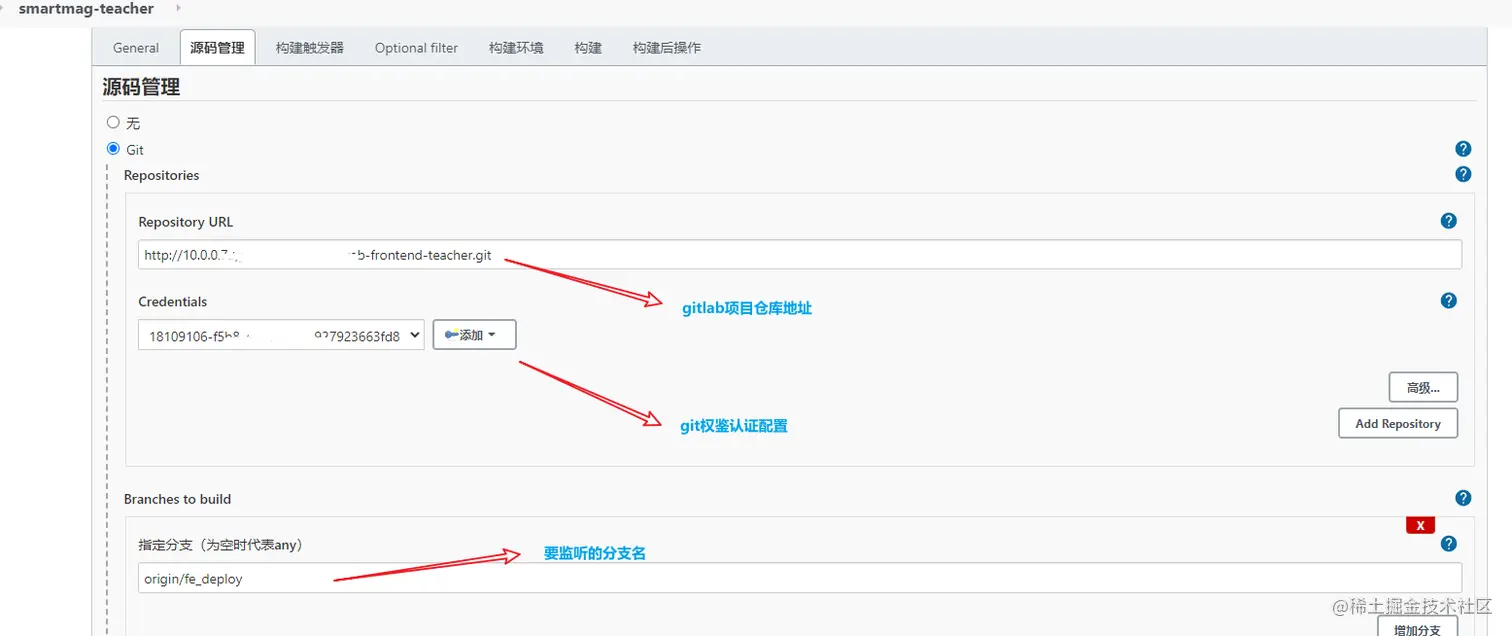 smartmag-teacher
General 源码管理 构建触发器 Optional filter 构建环境 构建 构建后操作
源码管理
无
Git
Repositories
Repository URL
http://10.0.0.7 b-frontend-teacher.git
gitlab项目仓库地址
Credentials
18109106-f5b8 927923663fd8 添加
git权鉴认证配置
高级...
Add Repository
Branches to build
X
指定分支（为空时代表any）
要监听的分支名
origin/fe_deploy
@稀土掘金技术社区
增加分支